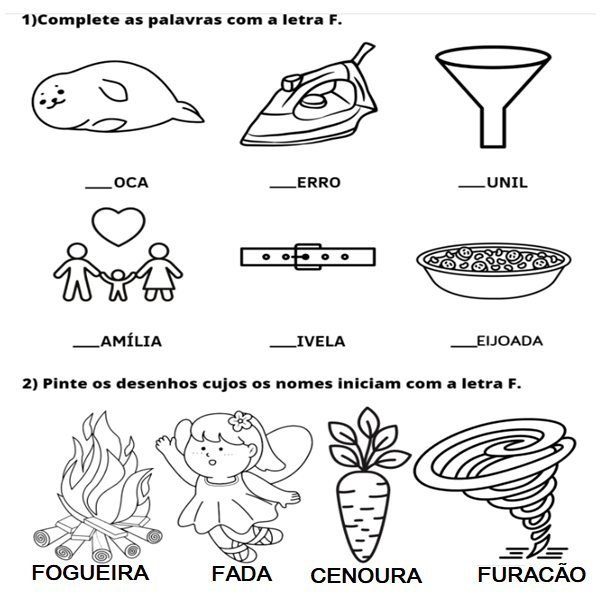 1)Complete as palavras com a letra F.
___OCA ___ERRO ___UNIL
___AMÍLIA ___IVELA ___EIJOADA
2) Pinte os desenhos cujos os nomes iniciam com a letra F.
FOGUEIRA FADA CENOURA FURACÃO